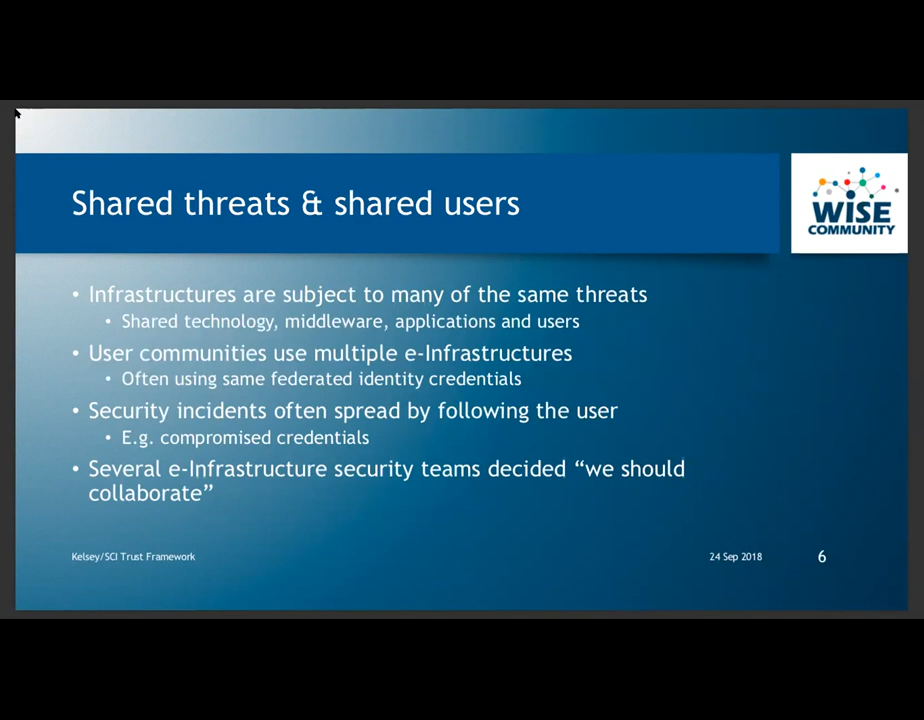 Shared threats & shared users
WISE
COMMUNITY
• Infrastructures are subject to many of the same threats
• Shared technology, middleware, applications and users
• User communities use multiple e-Infrastructures
• Often using same federated identity credentials
• Security incidents often spread by following the user
• E.g. compromised credentials
• Several e-Infrastructure security teams decided “we should
collaborate”
Kelsey/SCI Trust Framework
24 Sep 2018
6